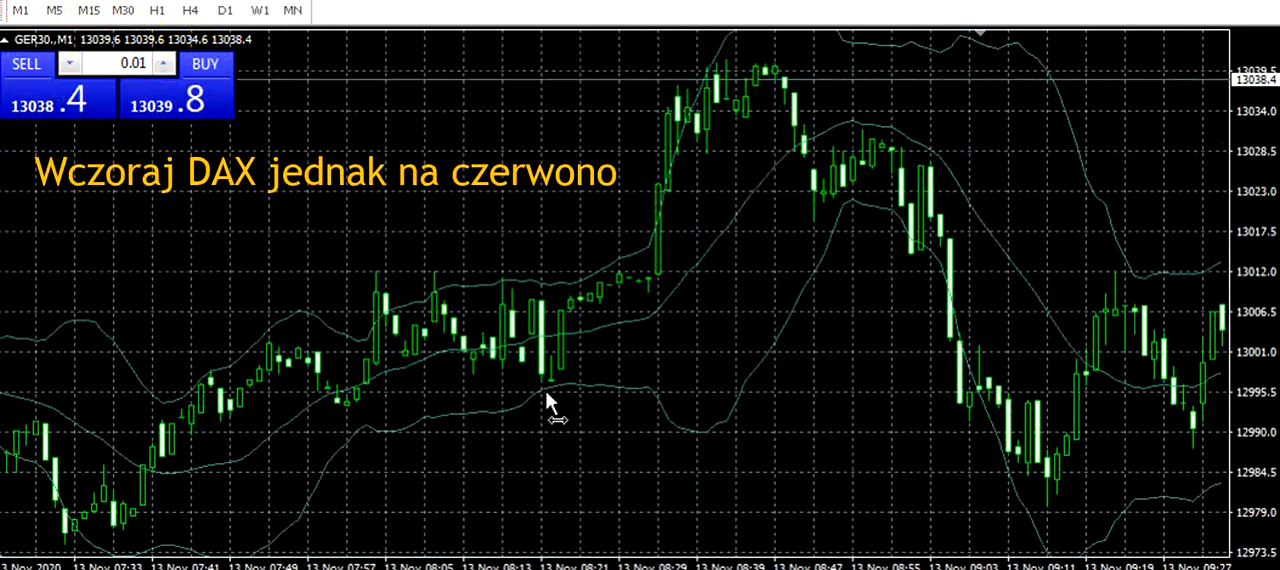 M1 M5 M15 M30 H1 H4 D1 W1 MN
GER30.,M1 13039.6 13039.6 13034.6 13038.4
SELL 0.01 BUY
13038 .4 13039 .8
Wczoraj DAX jednak na czerwono
13039.5
13038.4
13034.0
13028.5
13023.0
13017.5
13012.0
13006.5
13001.0
12995.5
12990.0
12984.5
12979.0
12973.5
3 Nov 2020 13 Nov 07:33 13 Nov 07:41 13 Nov 07:49 13 Nov 07:57 13 Nov 08:05 13 Nov 08:13 13 Nov 08:21 13 Nov 08:29 13 Nov 08:39 13 Nov 08:47 13 Nov 08:55 13 Nov 09:03 13 Nov 09:11 13 Nov 09:19 13 Nov 09:27